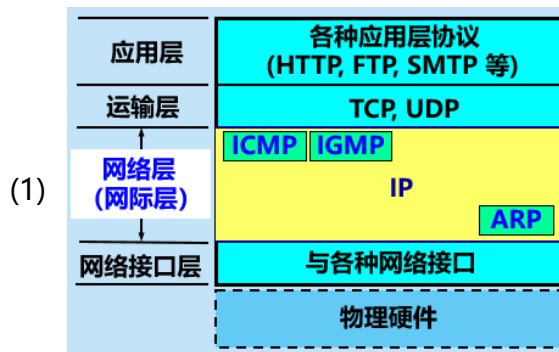 应用层
各种应用层协议
(HTTP, FTP, SMTP 等)
运输层
TCP, UDP
(1)
网络层
（网际层）
ICMP
IGMP
IP
ARP
网络接口层
与各种网络接口
物理硬件